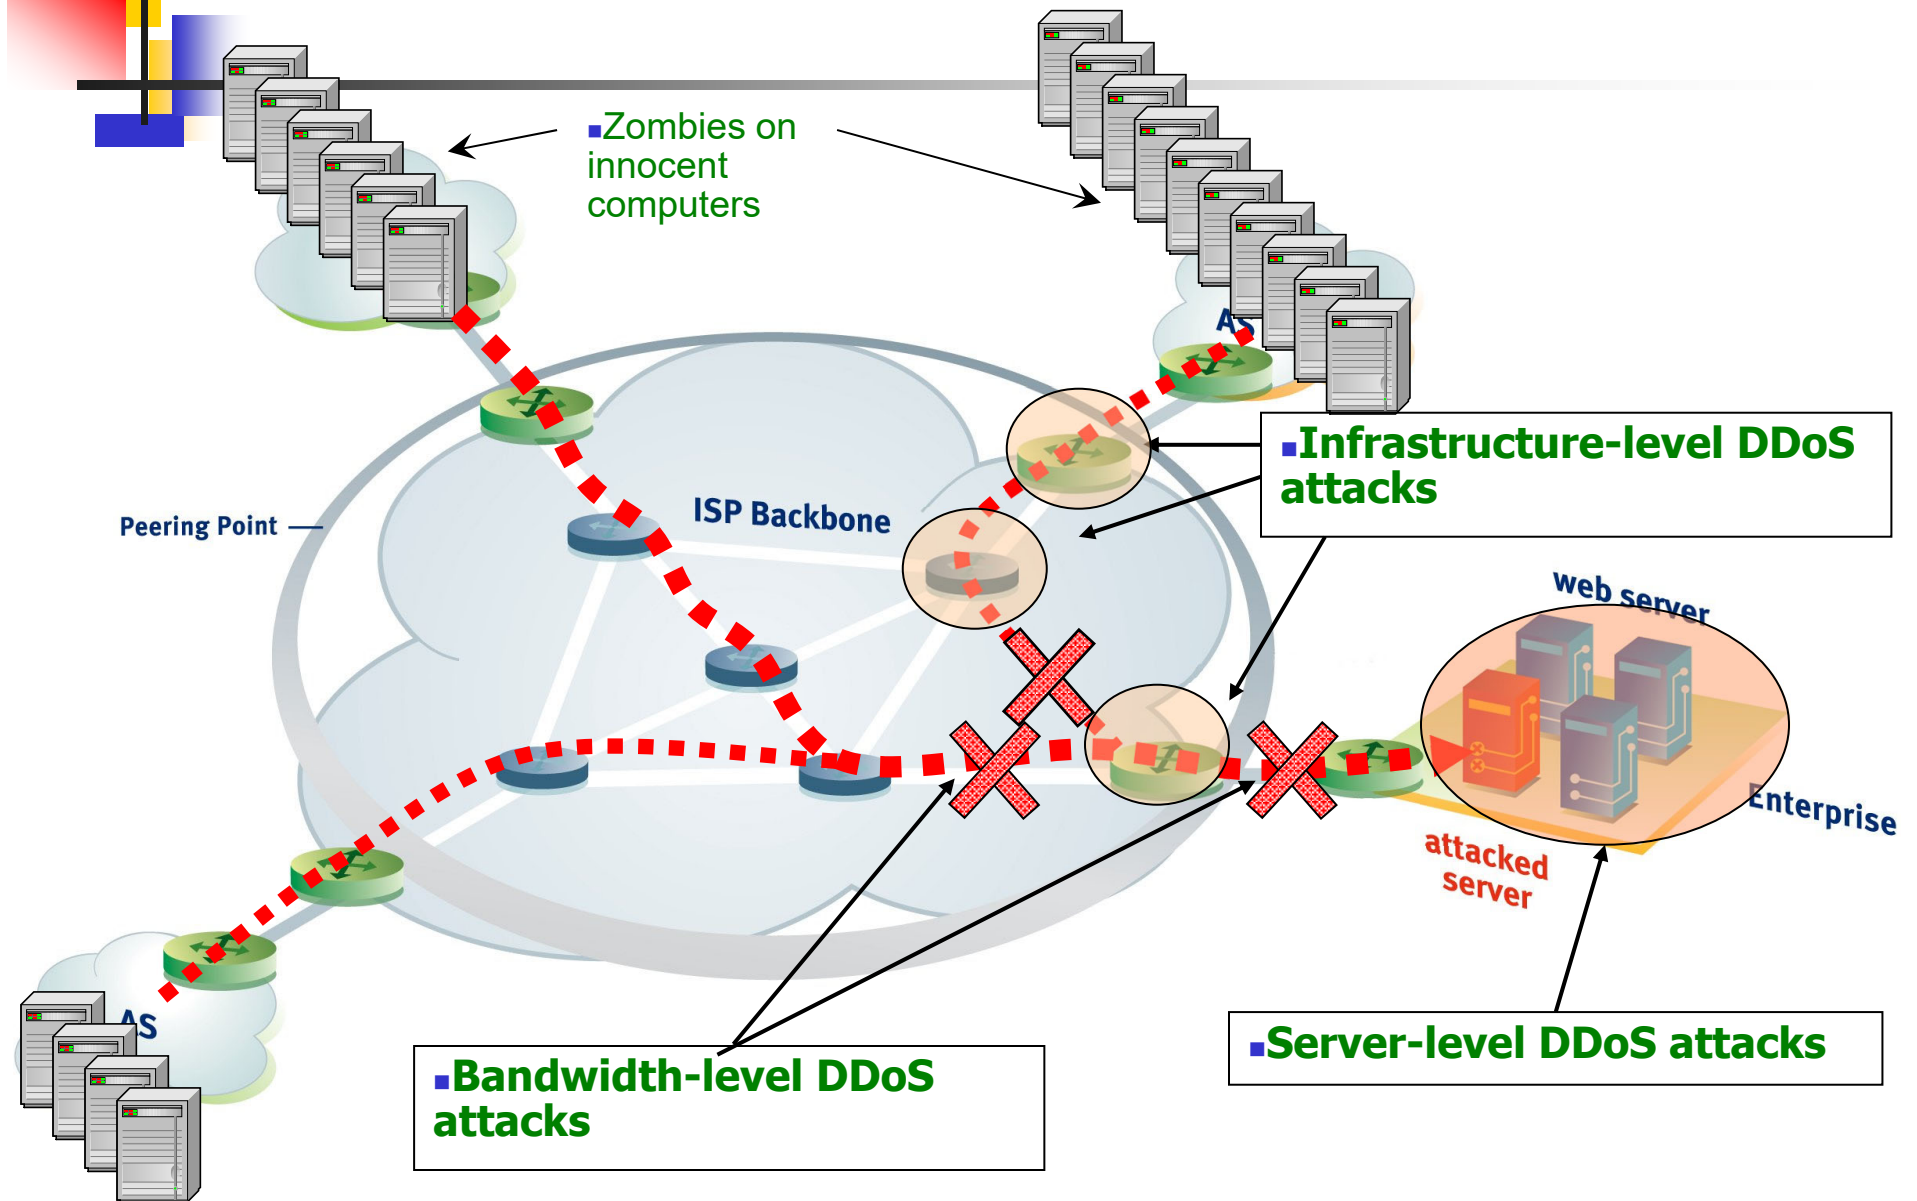 ▪Zombies on
innocent
computers
AS
▪Infrastructure-level DDoS
attacks
ISP Backbone
Peering Point
web server
Enterprise
attacked
server
AS
▪Server-level DDoS attacks
▪Bandwidth-level DDoS
attacks